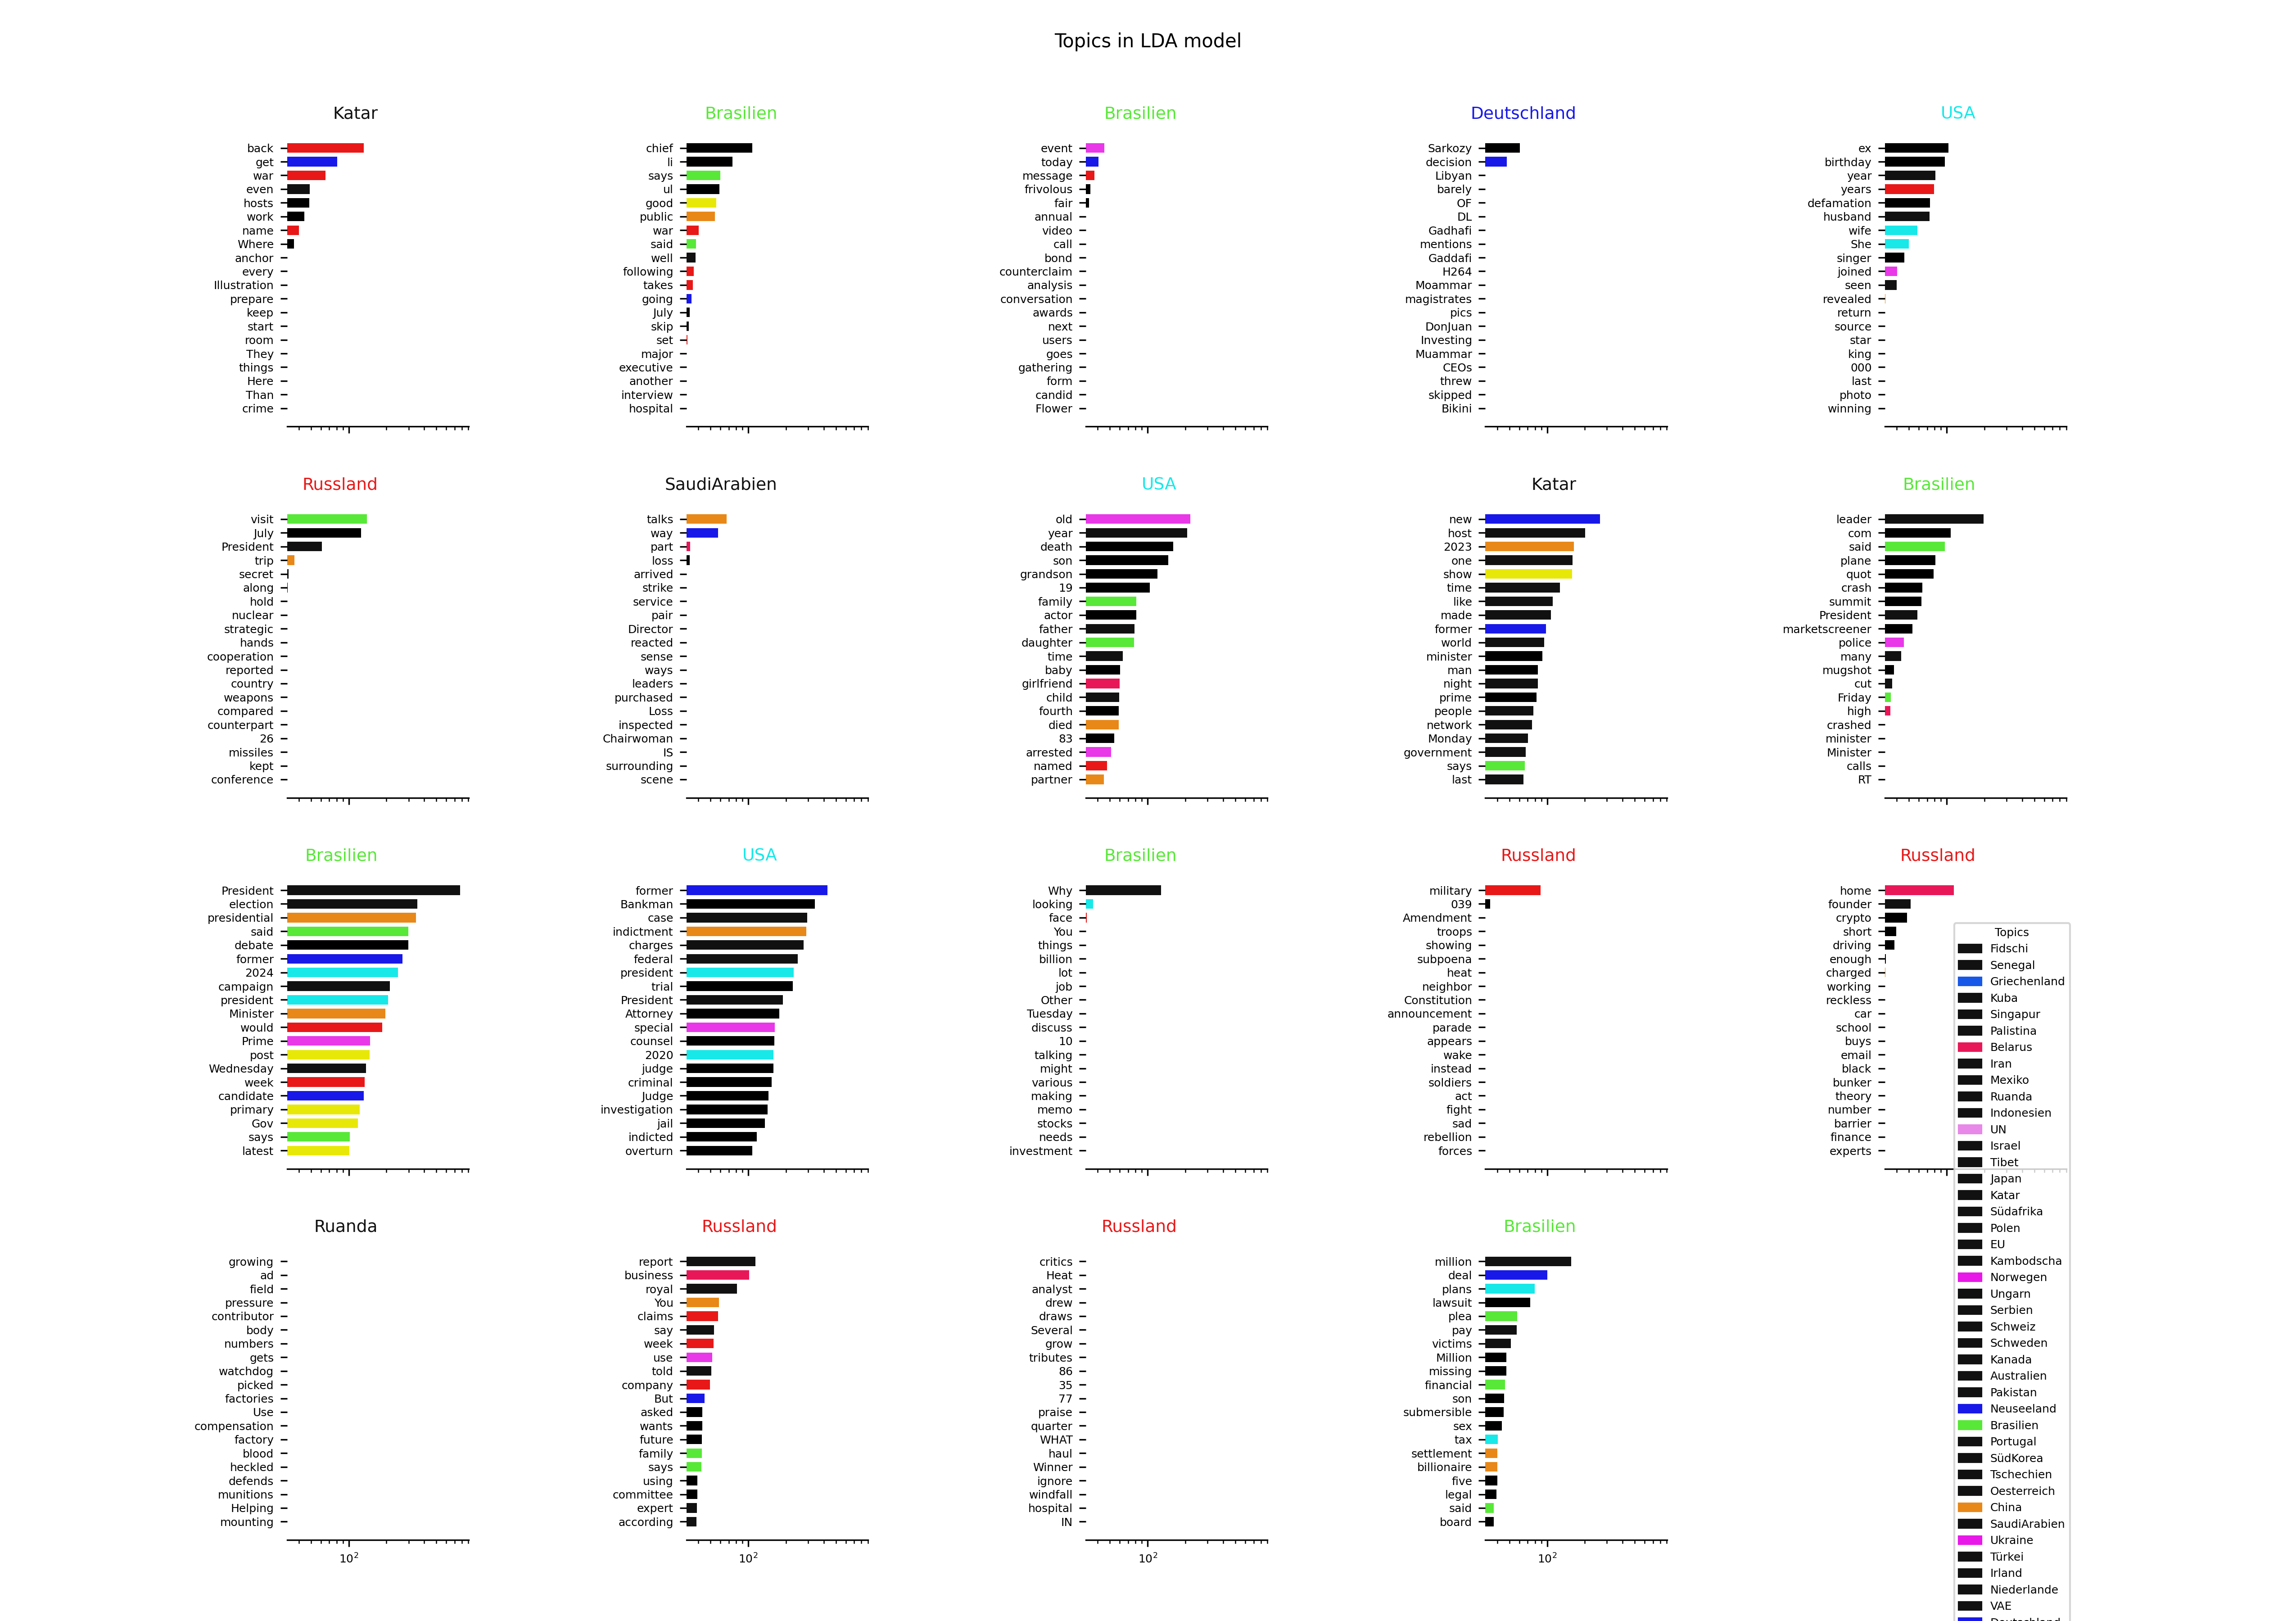 Topics in LDA model
Katar
back
get
war
even
hosts
work
name
Where
anchor
every
Illustration
prepare
keep
start
room
They
things
Here
Than
crime
Brasilien
chief
li
says
ul
good
public
war
said
well
following
takes
going
July
skip
set
major
executive
another
interview
hospital
Brasilien
event
today
message
frivolous
fair
annual
video
call
bond
counterclaim
analysis
conversation
awards
next
users
goes
gathering
form
candid
Flower
Deutschland
Sarkozy
decision
Libyan
barely
OF
DL
Gadhafi
mentions
Gaddafi
H264
Moammar
magistrates
pics
DonJuan
Investing
Muammar
CEOs
threw
skipped
Bikini
USA
ex
birthday
year
years
defamation
husband
wife
She
singer
joined
seen
revealed
return
source
star
king
000
last
photo
winning
Russland
visit
July
President
trip
secret
along
hold
nuclear
strategic
hands
cooperation
reported
country
weapons
compared
counterpart
26
missiles
kept
conference
SaudiArabien
talks
way
part
loss
arrived
strike
service
pair
Director
reacted
sense
ways
leaders
purchased
Loss
inspected
Chairwoman
IS
surrounding
scene
USA
old
year
death
son
grandson
19
family
actor
father
daughter
time
baby
girlfriend
child
fourth
died
83
arrested
named
partner
Katar
new
host
2023
one
show
time
like
made
former
world
minister
man
night
prime
people
network
Monday
government
says
last
Brasilien
leader
com
said
plane
quot
crash
summit
President
marketscreener
police
many
mugshot
cut
Friday
high
crashed
minister
Minister
calls
RT
Brasilien
President
election
presidential
said
debate
former
2024
campaign
president
Minister
would
Prime
post
Wednesday
week
candidate
primary
Gov
says
latest
USA
former
Bankman
case
indictment
charges
federal
president
trial
President
Attorney
special
counsel
2020
judge
criminal
Judge
investigation
jail
indicted
overturn
Brasilien
Why
looking
face
You
things
billion
lot
job
Other
Tuesday
discuss
10
talking
might
various
making
memo
stocks
needs
investment
Russland
military
039
Amendment
troops
showing
subpoena
heat
neighbor
Constitution
announcement
parade
appears
wake
instead
soldiers
act
fight
sad
rebellion
forces
Russland
home
founder
crypto
short
driving
enough
charged
working
reckless
car
school
buys
email
black
bunker
theory
number
barrier
finance
experts
Ruanda
growing
ad
field
pressure
contributor
body
numbers
gets
watchdog
picked
factories
Use
compensation
factory
blood
heckled
defends
munitions
Helping
mounting
10²
Russland
report
business
royal
You
claims
say
week
use
told
company
But
asked
wants
future
family
says
using
committee
expert
according
10²
Russland
critics
Heat
analyst
drew
draws
Several
grow
tributes
86
35
77
praise
quarter
WHAT
haul
Winner
ignore
windfall
hospital
IN
10²
Brasilien
million
deal
plans
lawsuit
plea
pay
victims
Million
missing
financial
son
submersible
sex
tax
settlement
billionaire
five
legal
said
board
10²
Topics
Fidschi
Senegal
Griechenland
Kuba
Singapur
Palistina
Belarus
Iran
Mexiko
Ruanda
Indonesien
UN
Israel
Tibet
Japan
Katar
Südafrika
Polen
EU
Kambodscha
Norwegen
Ungarn
Serbien
Schweiz
Schweden
Kanada
Australien
Pakistan
Neuseeland
Brasilien
Portugal
SüdKorea
Tschechien
Oesterreich
China
SaudiArabien
Ukraine
Türkei
Irland
Niederlande
VAE